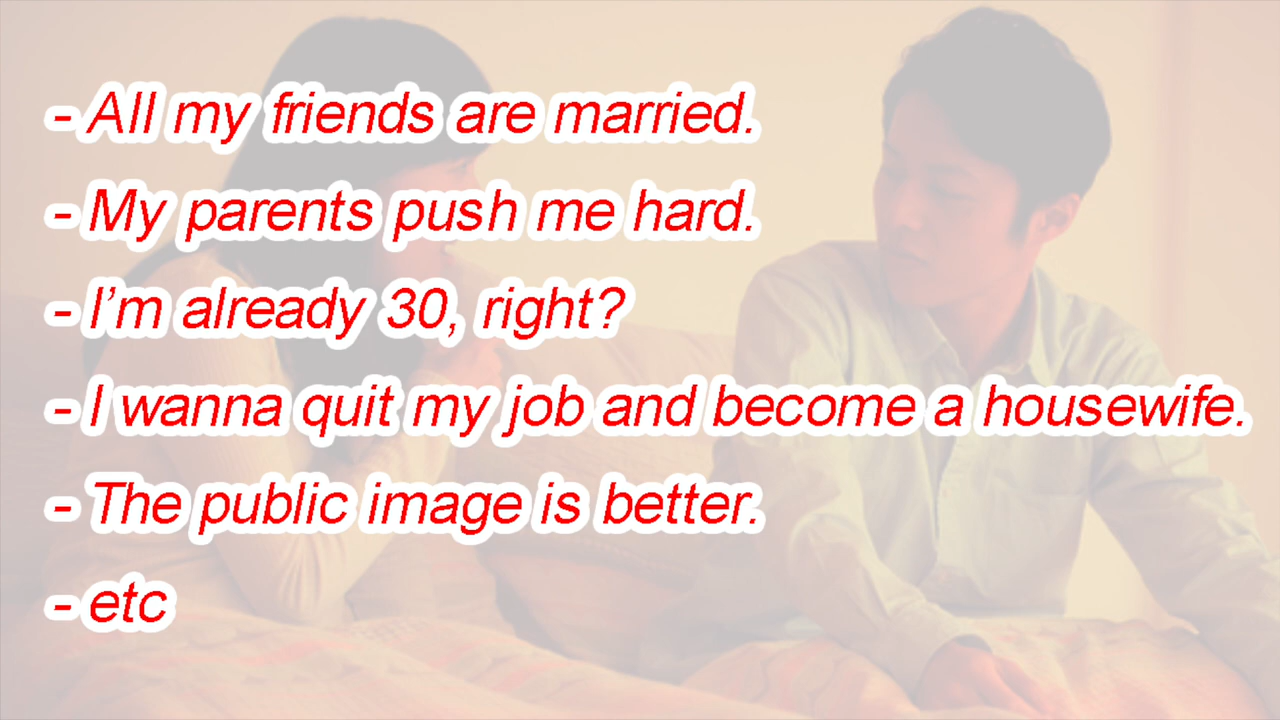 - All my friends are married.
- My parents push me hard.
- I’m already 30, right?
- I wanna quit my job and become a housewife.
- The public image is better.
- etc